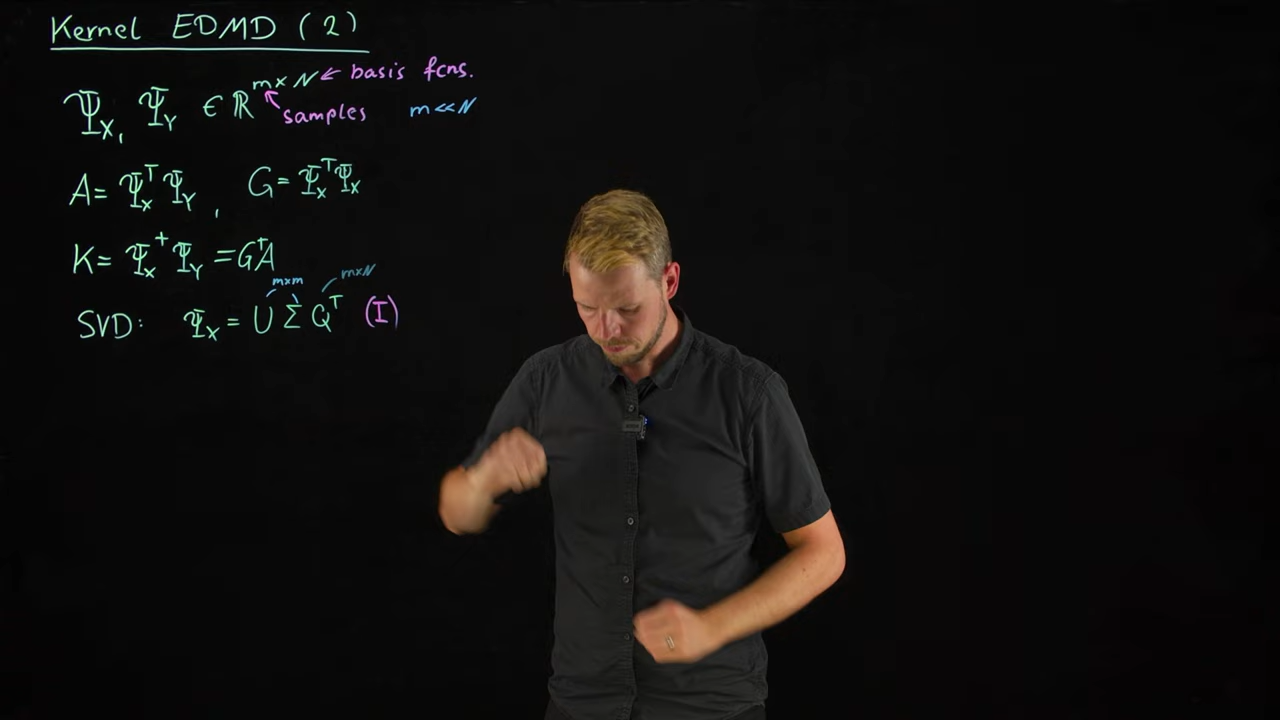 Kernel EDMD (2)
Ψ_X, Ψ_Y ∈ ℝ^{m×N} ← basis fcns.
samples m≪N
A = Ψ_X^T Ψ_Y , G = Ψ_X^T Ψ_X
K = Ψ_X^+ Ψ_Y = G^+A
m×m m×N
SVD: Ψ_X = U Σ Q^T (I)